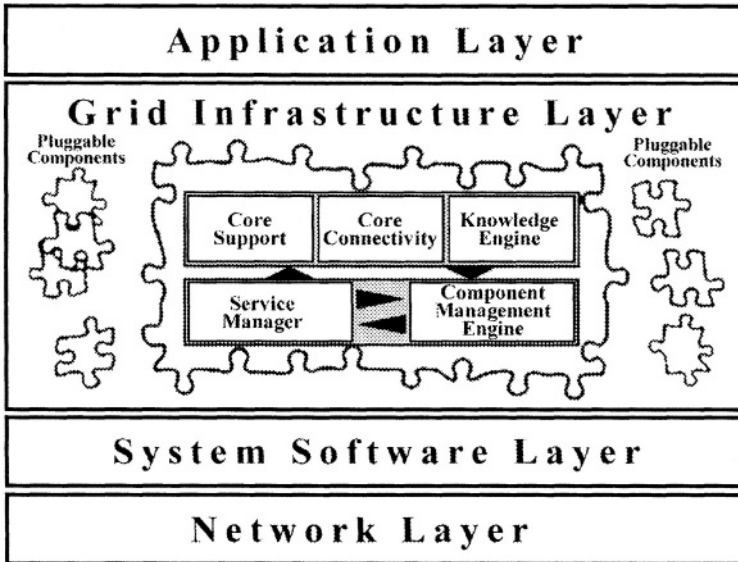 Application Layer
Grid Infrastructure Layer
Pluggable
Components
Pluggable
Components
Core
Support
Core
Connectivity
Knowledge
Engine
Service
Manager
Component
Management
Engine
System Software Layer
Network Layer